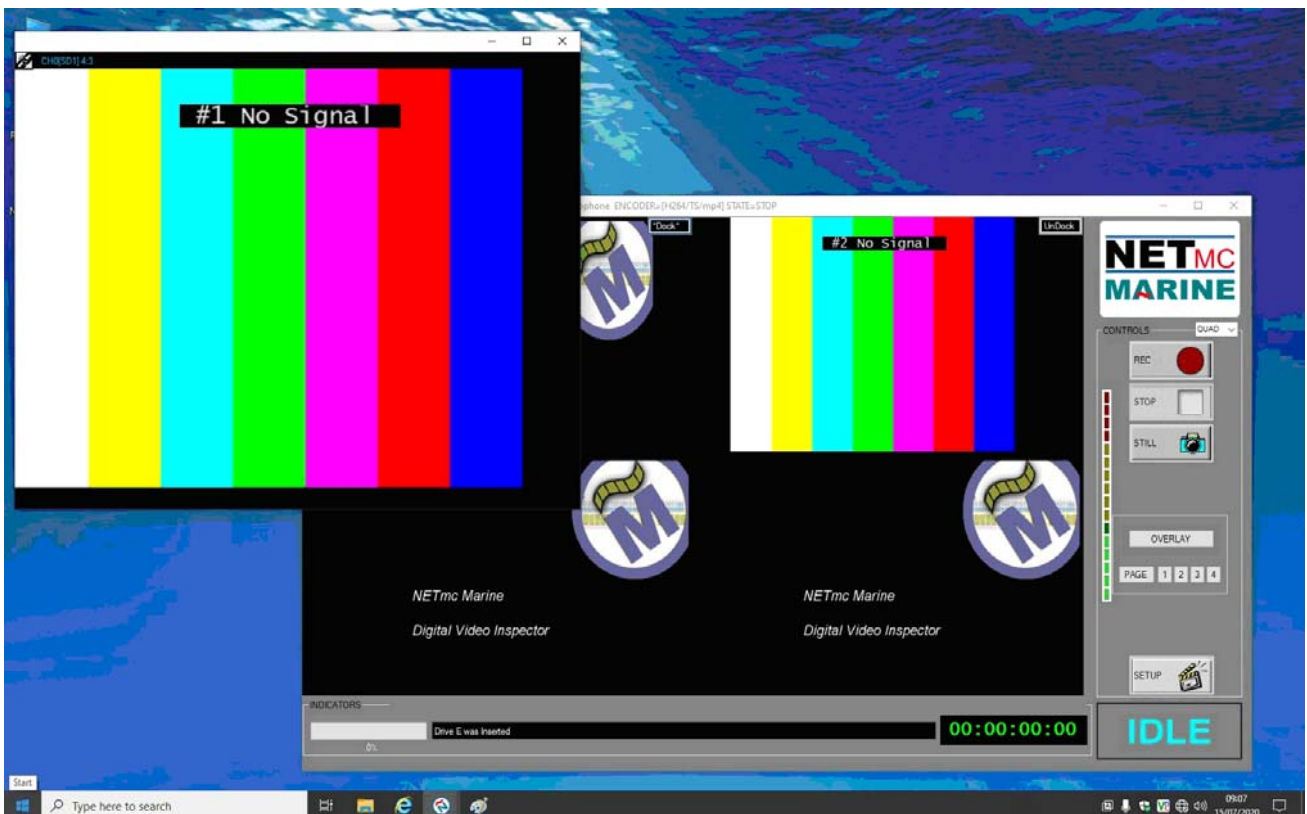 CH0[SD1] 4:3
#1 No Signal
ENCODER=[H264/TS/mp4] STATE=STOP
"Dock"
UnDock
#2 No Signal
NETmc
MARINE
CONTROLS
QUAD
REC
STOP
STILL
OVERLAY
PAGE 1 2 3 4
NETmc Marine
Digital Video Inspector
NETmc Marine
Digital Video Inspector
SETUP
INDICATORS
Drive E was Inserted
0%
00:00:00:00
IDLE
Start
Type here to search
09:07
15/07/2020